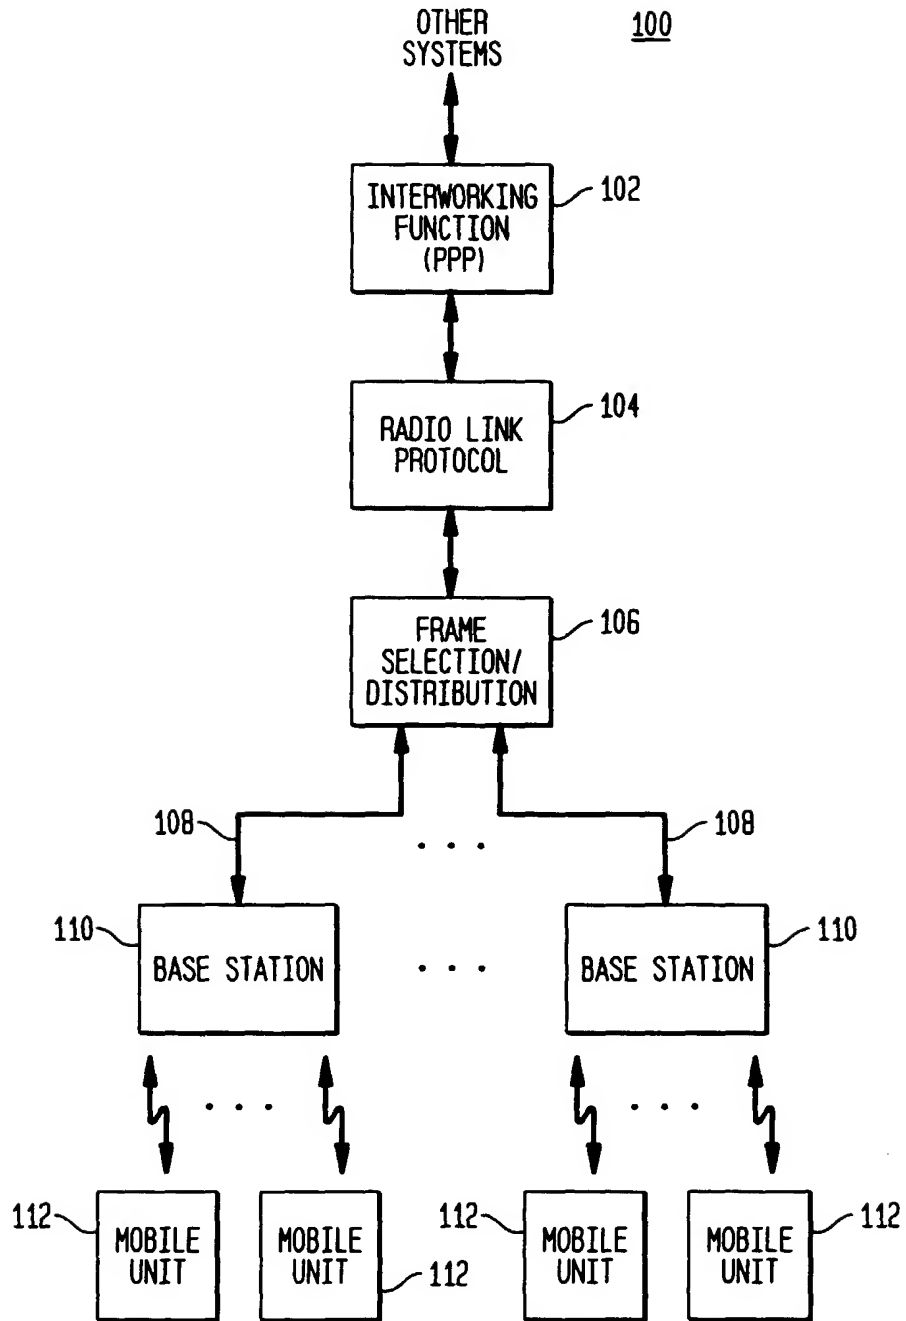 OTHER
SYSTEMS
100
INTERWORKING
FUNCTION
(PPP)
102
RADIO LINK
PROTOCOL
104
FRAME
SELECTION/
DISTRIBUTION
106
108
108
. . .
110
BASE STATION
. . .
BASE STATION
110
. . .
. . .
112
MOBILE
UNIT
MOBILE
UNIT
112
112
MOBILE
UNIT
MOBILE
UNIT
112